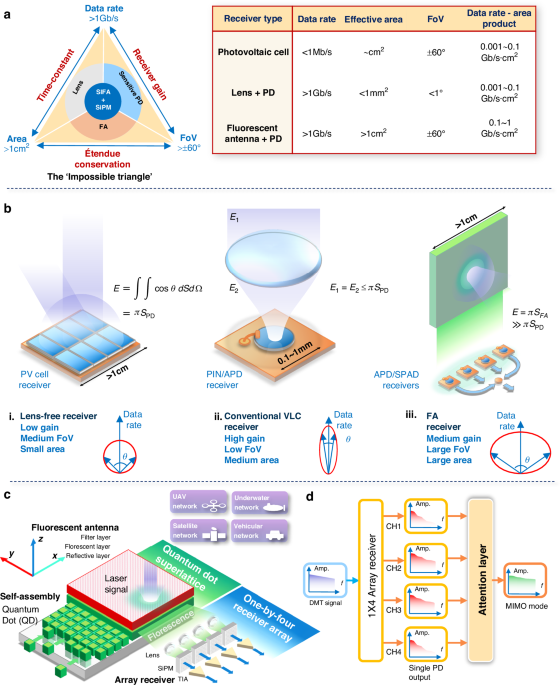 a
Data rate
>1Gb/s
Time-constant
Receiver gain
Lens
Sensitive PD
SiFA
+
SiPM
FA
Area
>1cm²
FoV
>±60°
Étendue
conservation
The 'Impossible triangle'
Receiver type Data rate Effective area FoV Data rate - area product
Photovoltaic cell <1Mb/s ~cm² ±60° 0.001~0.1 Gb/s·cm²
Lens + PD >1Gb/s <1mm² <1° 0.001~0.1 Gb/s·cm²
Fluorescent antenna + PD >1Gb/s >1cm² ±60° 0.1~1 Gb/s·cm²
b
E = ∫∫ cos θ dSdΩ
= πS_PD
PV cell
receiver
>1cm
E₁
E₂
E₁ = E₂ ≤ πS_PD
0.1~1mm
PIN/APD
receiver
>1cm
E = πS_FA
≫ πS_PD
APD/SPAD
receivers
i. Lens-free receiver
Low gain
Medium FoV
Small area
Data
rate
θ
ii. Conventional VLC
receiver
High gain
Low FoV
Medium area
Data
rate
θ
iii. FA
receiver
Medium gain
Large FoV
Large area
Data
rate
θ
c
UAV
network
Underwater
network
Satellite
network
Vehicular
network
Fluorescent antenna
Filter layer
Florescent layer
Reflective layer
z
y
x
Laser
signal
Quantum dot
superlattice
Self-assembly
Quantum
Dot (QD)
Florescence
One-by-four
receiver array
Lens
SiPM
TIA
Array receiver
d
Amp.
f
DMT signal
1X4 Array receiver
CH1
Amp.
f
CH2
Amp.
f
CH3
Amp.
f
CH4
Amp.
f
Single PD
output
Attention layer
Amp.
f
MIMO mode